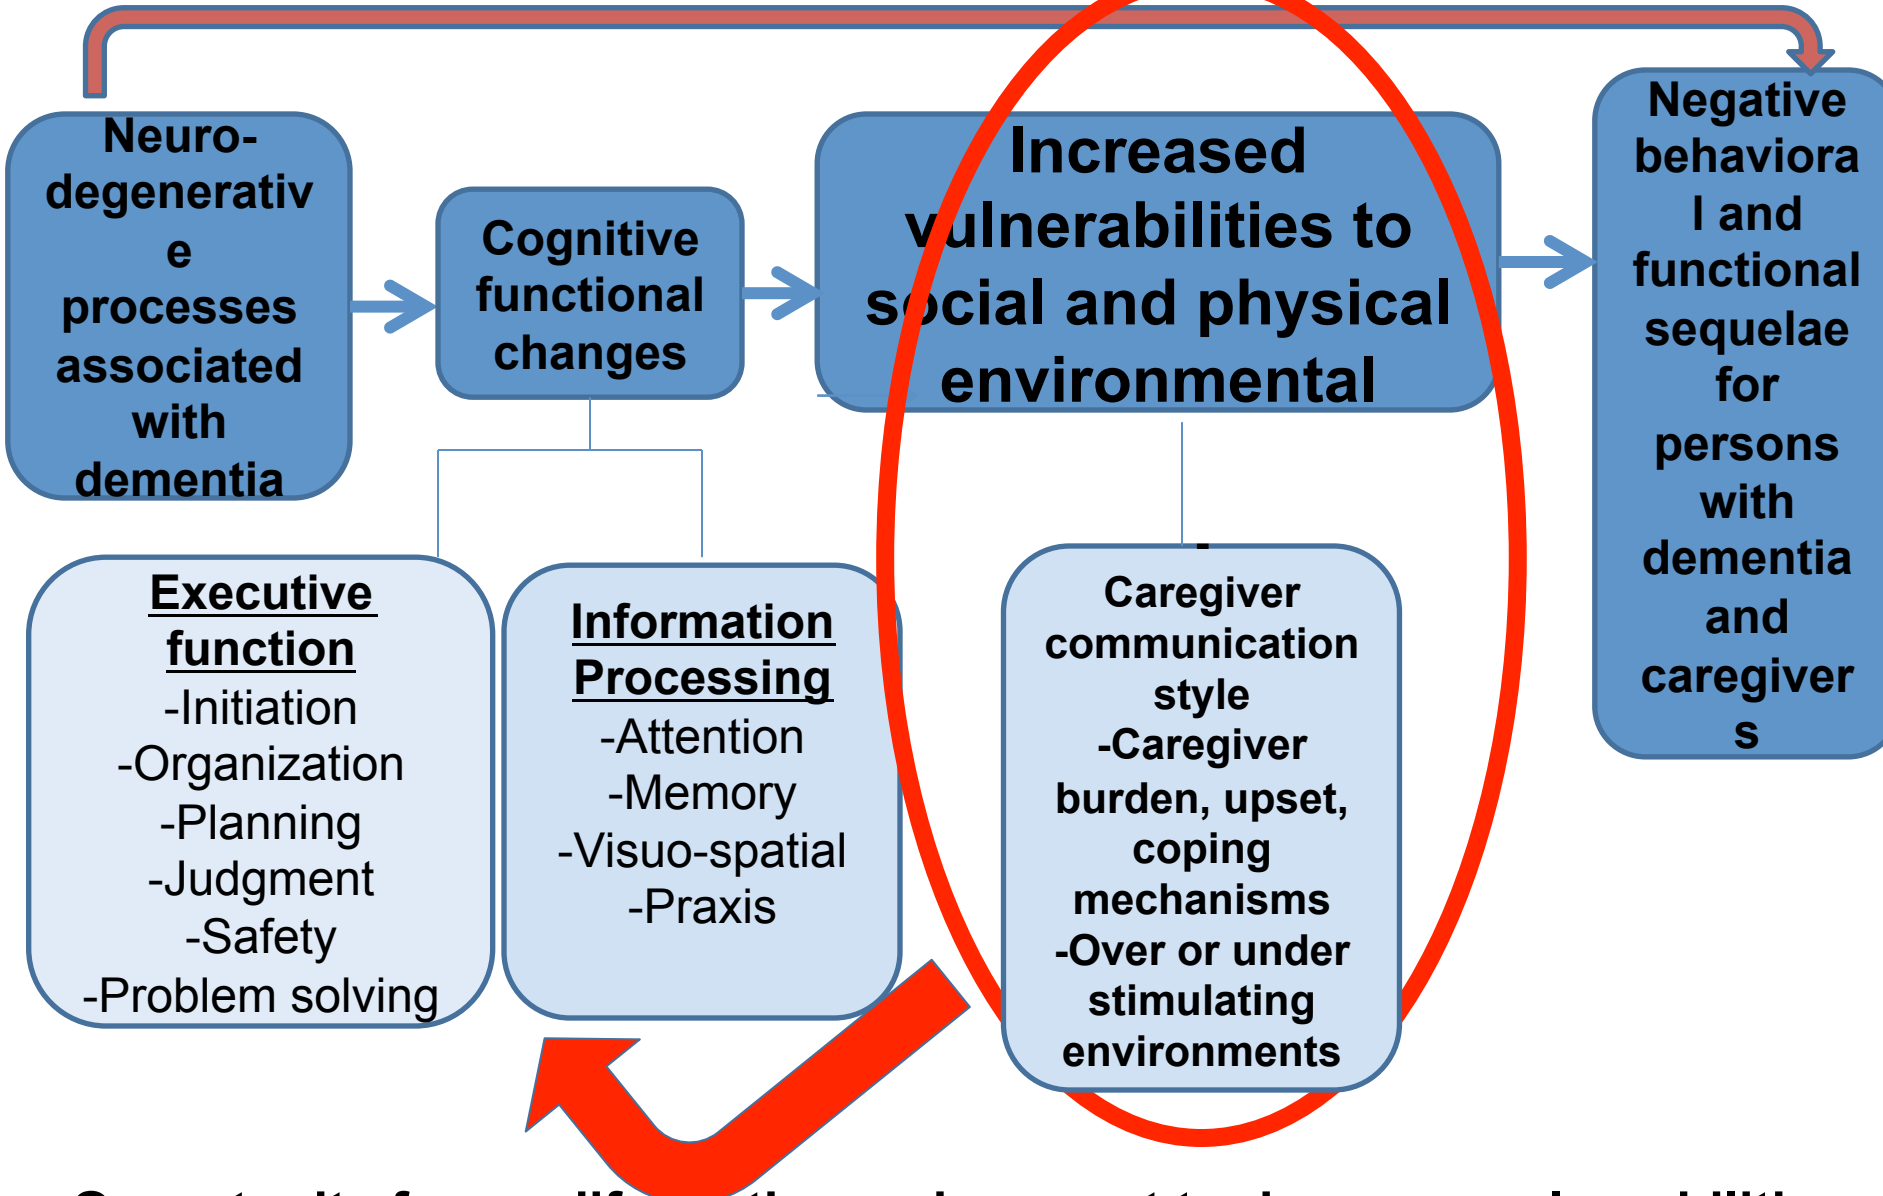 Neuro-
degenerativ
e
processes
associated
with
dementia
Cognitive
functional
changes
Increased
vulnerabilities to
social and physical
environmental
Negative
behaviora
l and
functional
sequelae
for
persons
with
dementia
and
caregiver
s
Executive
function
-Initiation
-Organization
-Planning
-Judgment
-Safety
-Problem solving
Information
Processing
-Attention
-Memory
-Visuo-spatial
-Praxis
Caregiver
communication
style
-Caregiver
burden, upset,
coping
mechanisms
-Over or under
stimulating
environments